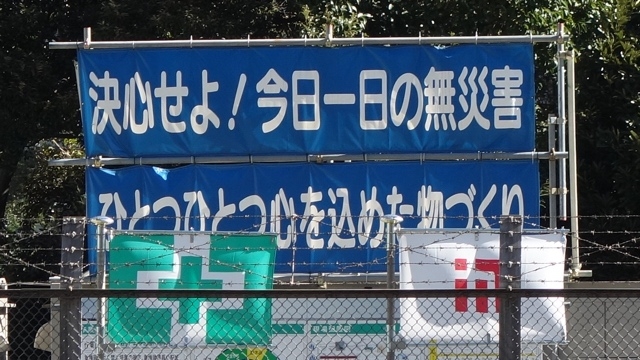 決心せよ！今日一日の無災害
ひとつひとつ心を込めた物づくり